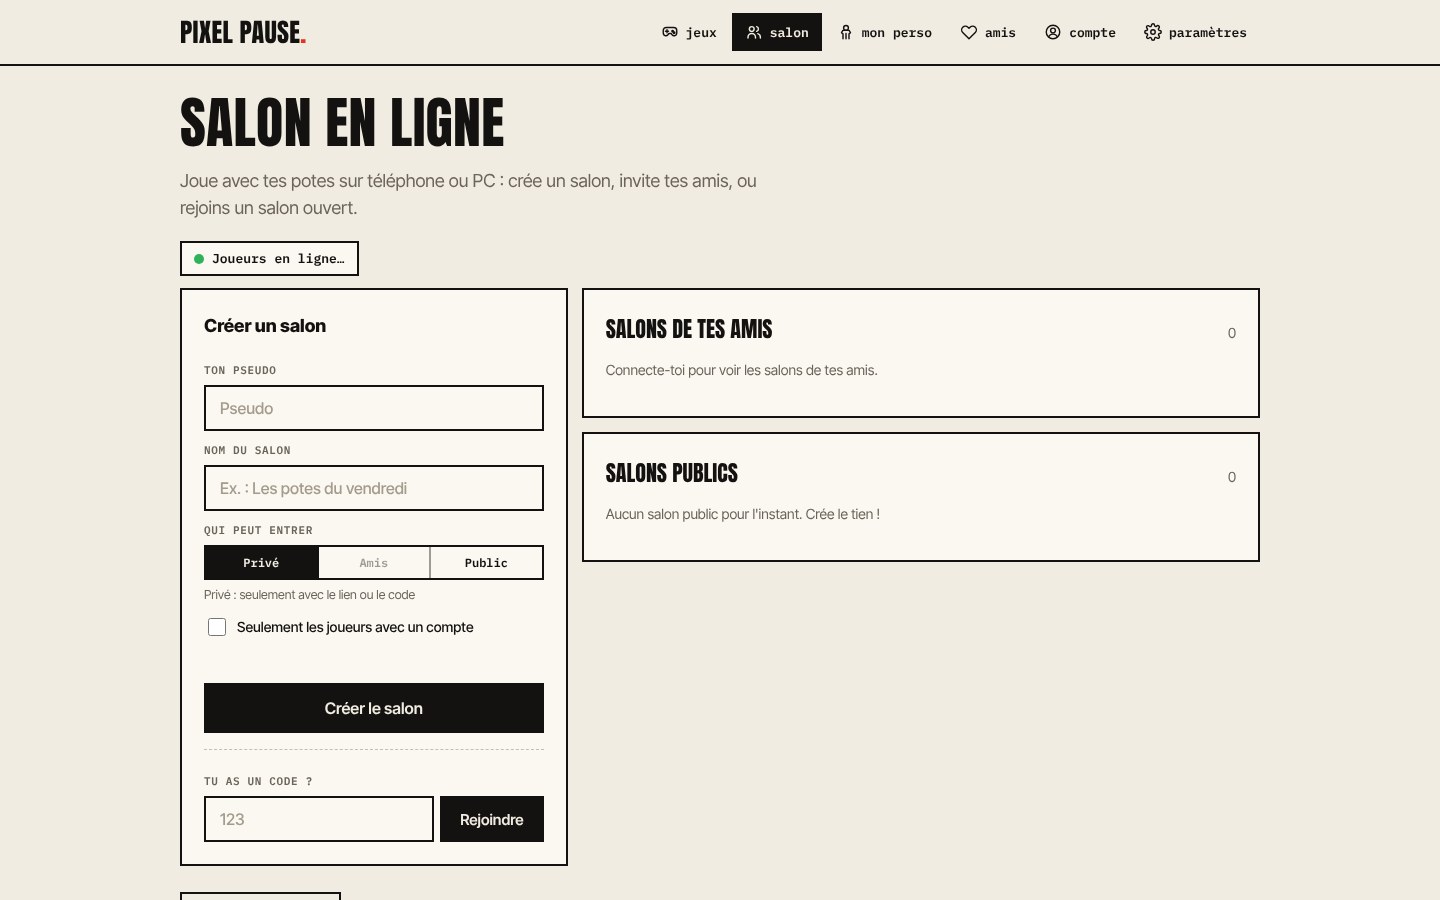 PIXEL PAUSE.
jeux
salon
mon perso
amis
compte
paramètres
SALON EN LIGNE
Joue avec tes potes sur téléphone ou PC : crée un salon, invite tes amis, ou
rejoins un salon ouvert.
Joueurs en ligne…
Créer un salon
TON PSEUDO
Pseudo
NOM DU SALON
Ex. : Les potes du vendredi
QUI PEUT ENTRER
Privé
Amis
Public
Privé : seulement avec le lien ou le code
Seulement les joueurs avec un compte
Créer le salon
TU AS UN CODE ?
123
Rejoindre
SALONS DE TES AMIS
0
Connecte-toi pour voir les salons de tes amis.
SALONS PUBLICS
0
Aucun salon public pour l'instant. Crée le tien !